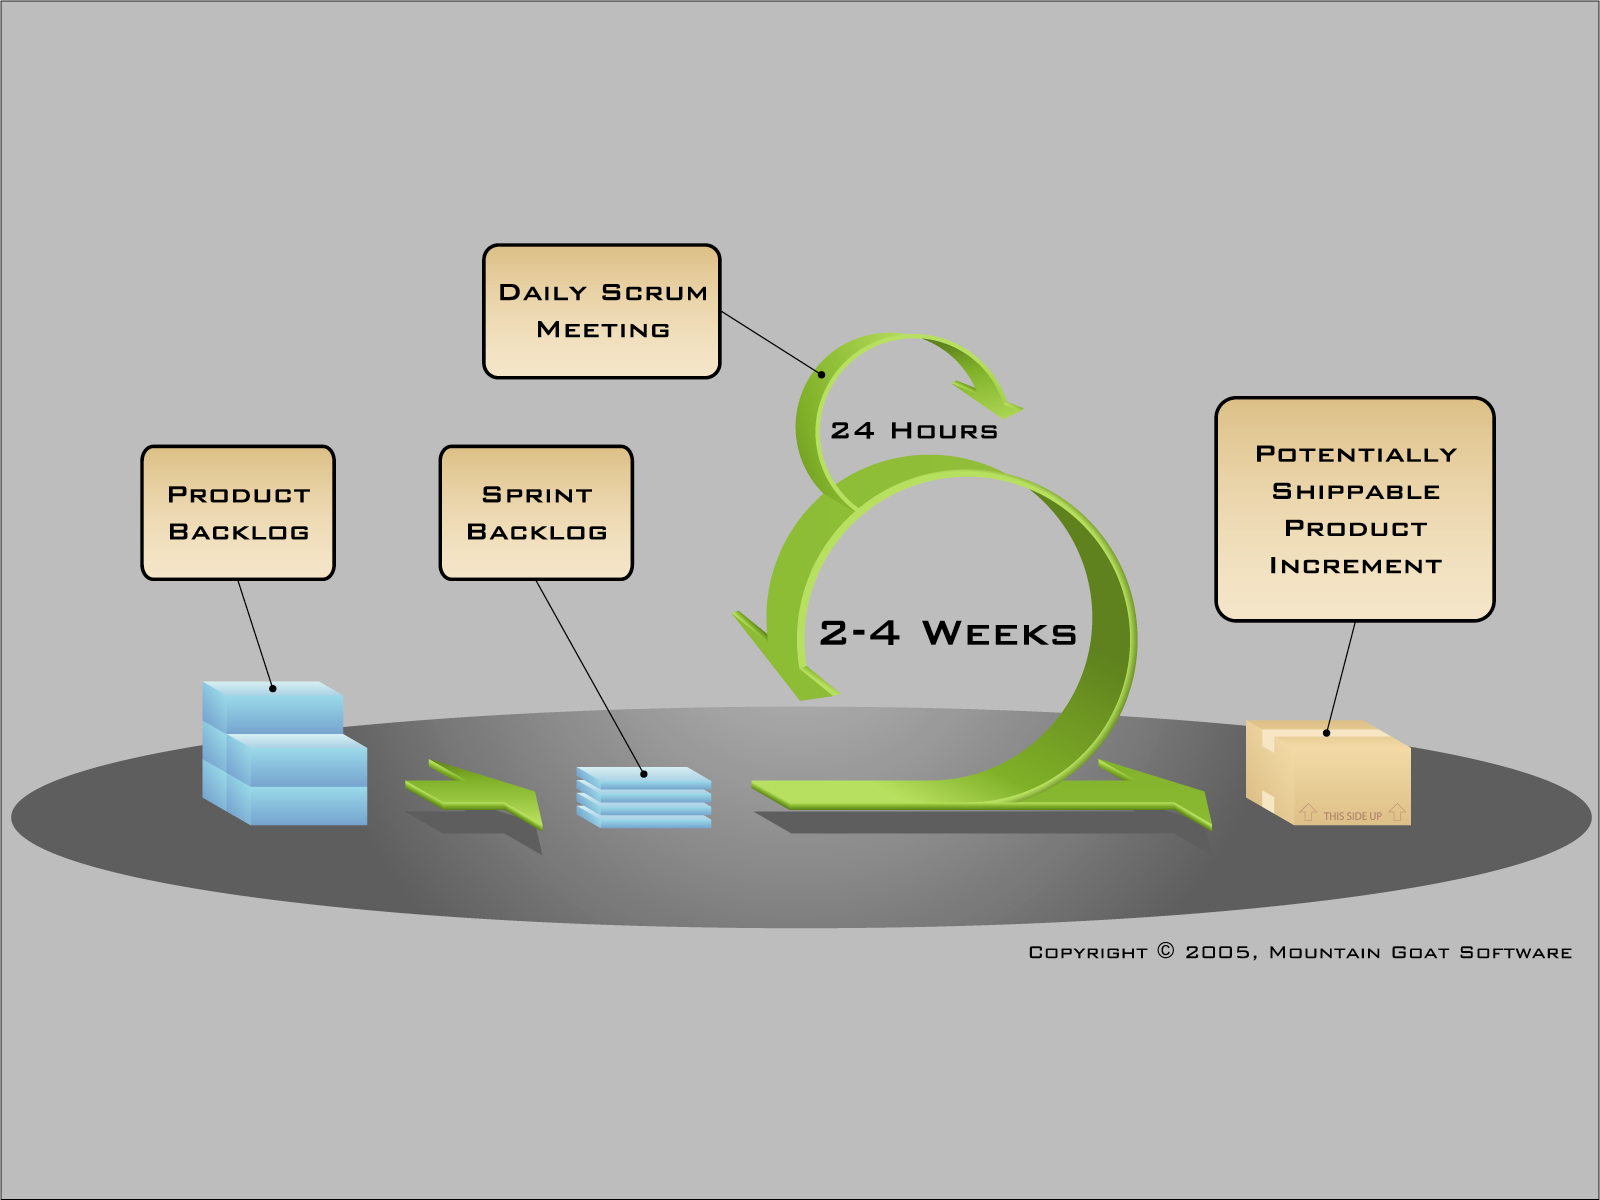 Daily Scrum
Meeting
24 Hours
Product
Backlog
Sprint
Backlog
2-4 Weeks
Potentially
Shippable
Product
Increment
THIS SIDE UP
Copyright © 2005, Mountain Goat Software